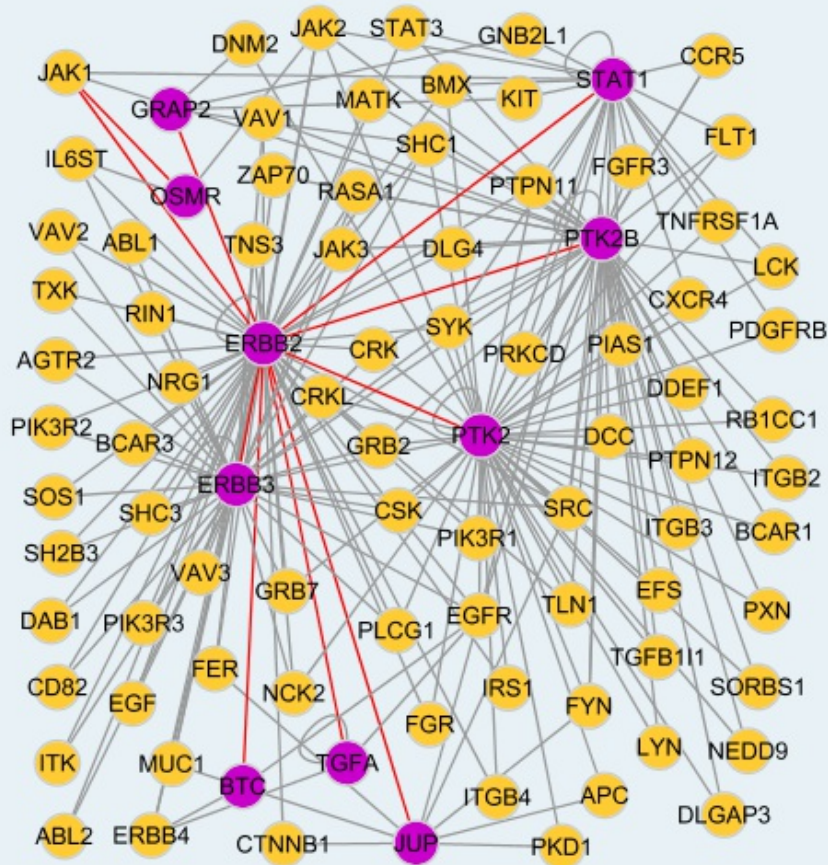 JAK2
STAT3
GNB2L1
DNM2
CCR5
JAK1
STAT1
BMX
KIT
MATK
GRAP2
VAV1
FLT1
SHC1
IL6ST
FGFR3
ZAP70
RASA1
PTPN11
OSMR
TNFRSF1A
VAV2
ABL1
TNS3
JAK3
DLG4
PTK2B
LCK
TXK
RIN1
CXCR4
SYK
PDGFRB
ERBB2
CRK
PRKCD
PIAS1
AGTR2
NRG1
CRKL
DDEF1
RB1CC1
PIK3R2
BCAR3
GRB2
PTK2
DCC
PTPN12
ITGB2
ERBB3
SOS1
SHC3
CSK
SRC
ITGB3
BCAR1
PIK3R1
SH2B3
VAV3
GRB7
EFS
TLN1
PXN
DAB1
PIK3R3
PLCG1
EGFR
TGFB1I1
FER
CD82
EGF
NCK2
IRS1
SORBS1
FYN
FGR
LYN
NEDD9
ITK
MUC1
TGFA
BTC
ITGB4
APC
DLGAP3
ABL2
ERBB4
CTNNB1
JUP
PKD1